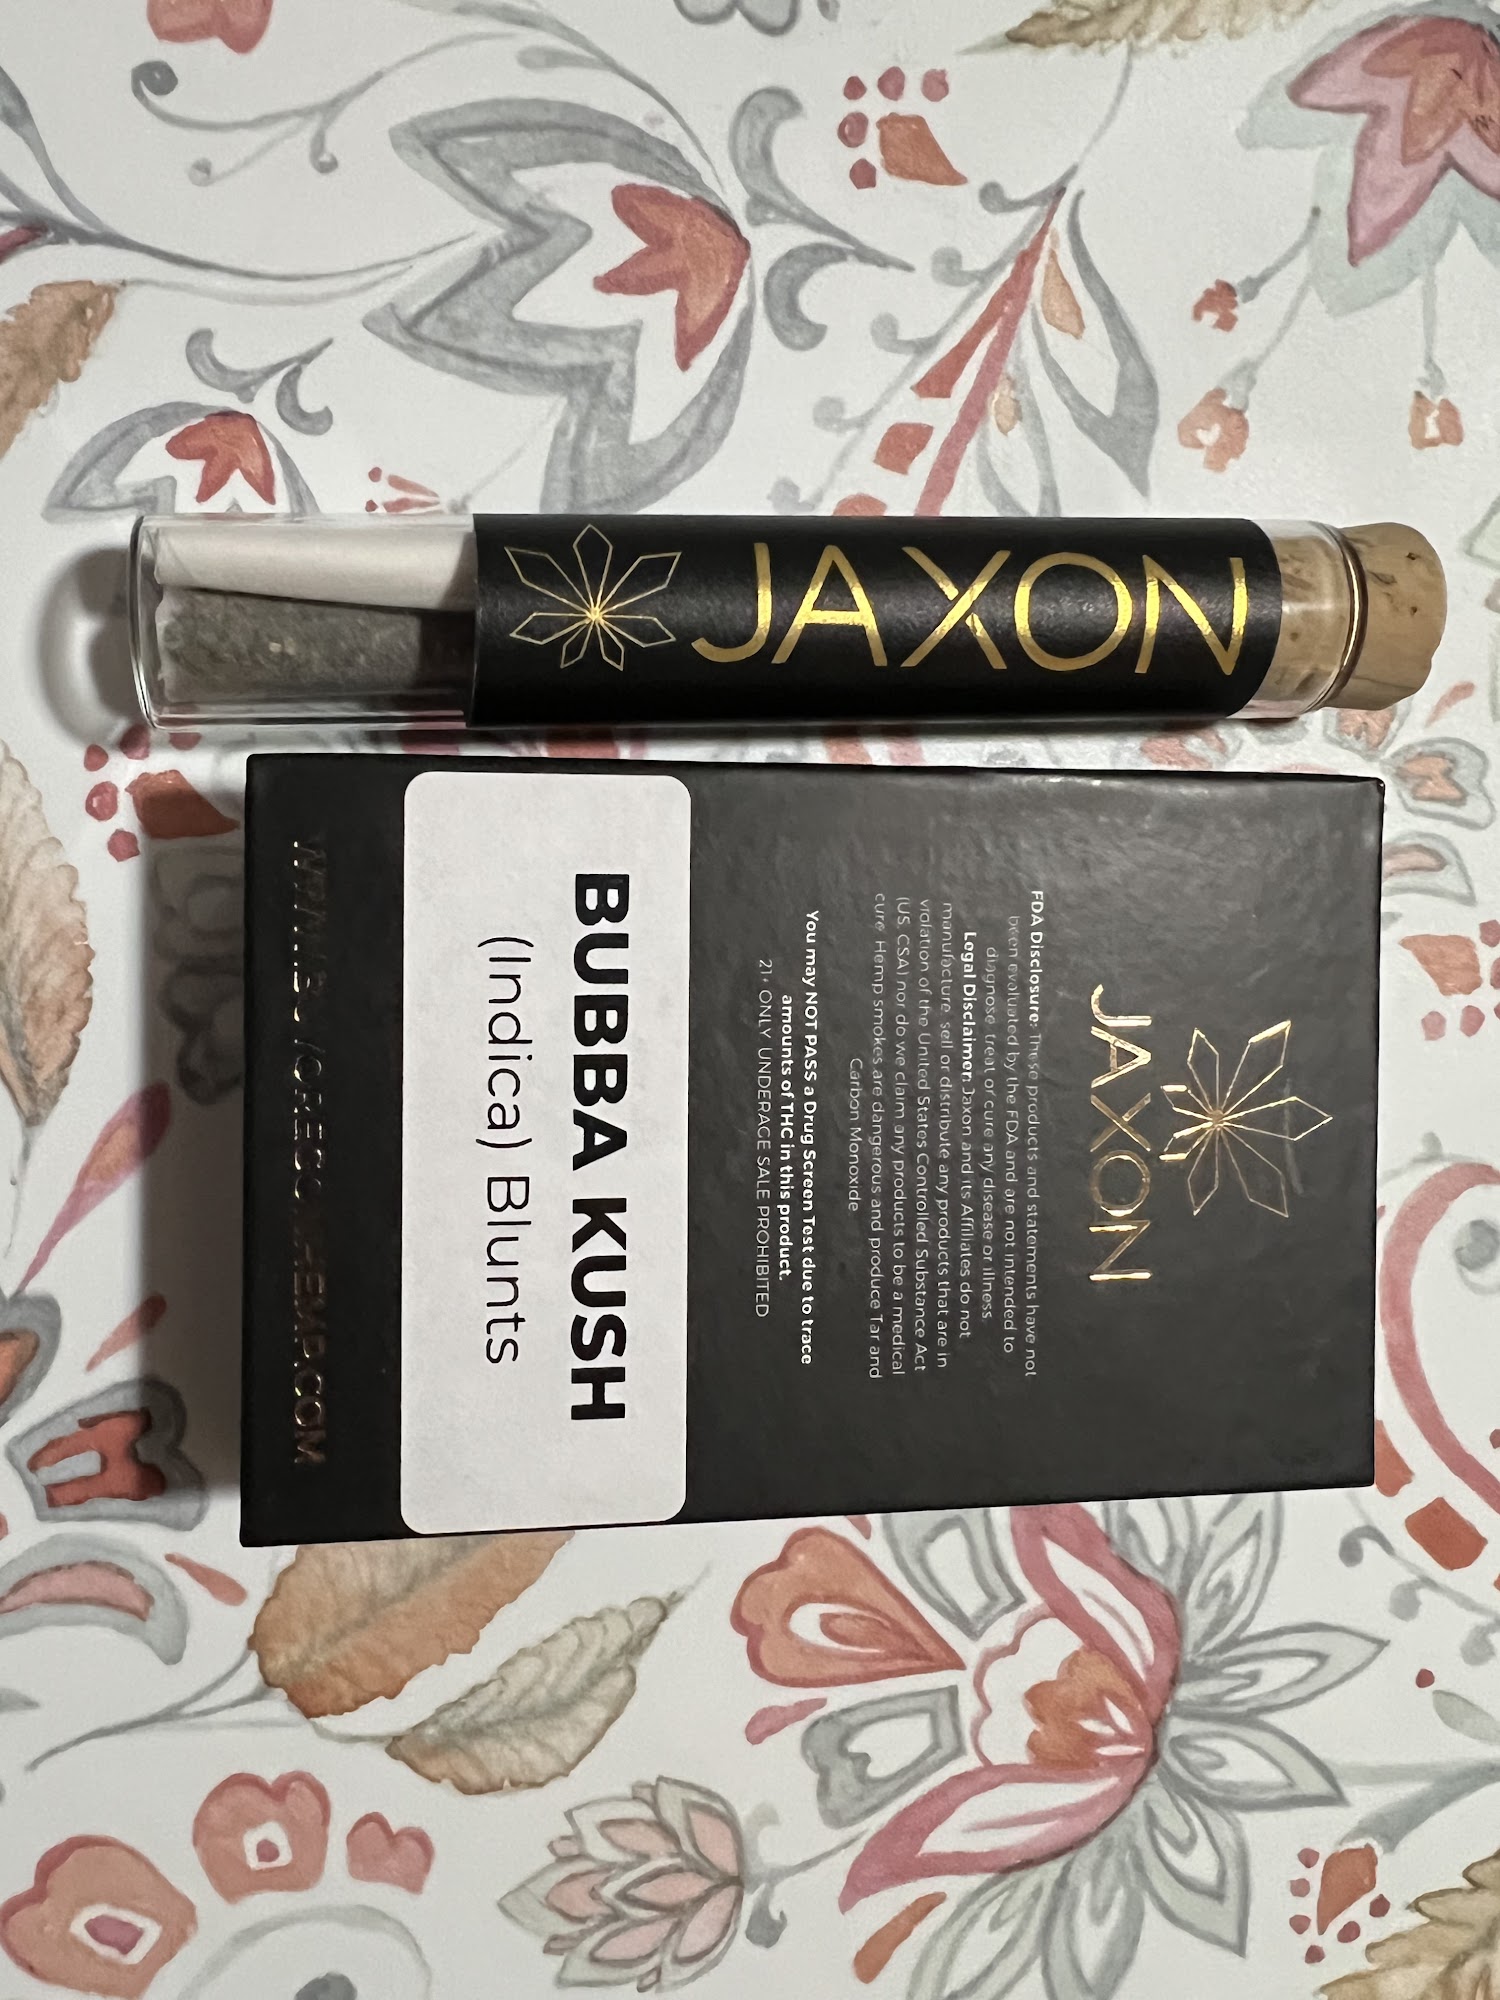 JAXON
JAXON
FDA Disclosure: These products and statements have not
been evaluated by the FDA and are not intended to
diagnose treat or cure any disease or illness
Legal Disclaimer: Jaxon and its Affiliates do not
manufacture, sell or distribute any products that are in
violation of the United States Controlled Substance Act
(US. CSA) nor do we claim any products to be a medical
cure. Hemp smokes are dangerous and produce Tar and
Carbon Monoxide
You may NOT PASS a Drug Screen Test due to trace
amounts of THC in this product.
21+ ONLY UNDERAGE SALE PROHIBITED
BUBBA KUSH
(Indica) Blunts